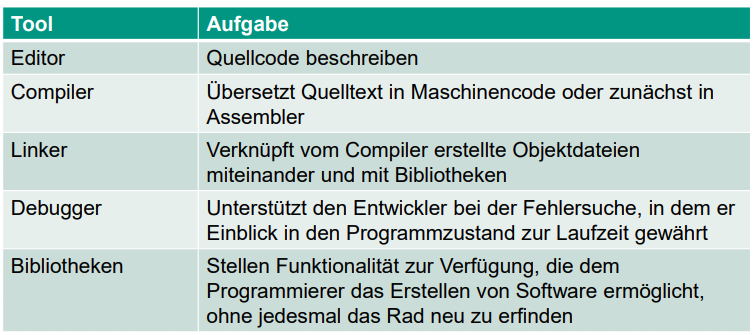 Tool Aufgabe
Editor Quellcode beschreiben
Compiler Übersetzt Quelltext in Maschinencode oder zunächst in
Assembler
Linker Verknüpft vom Compiler erstellte Objektdateien
miteinander und mit Bibliotheken
Debugger Unterstützt den Entwickler bei der Fehlersuche, in dem er
Einblick in den Programmzustand zur Laufzeit gewährt
Bibliotheken Stellen Funktionalität zur Verfügung, die dem
Programmierer das Erstellen von Software ermöglicht,
ohne jedesmal das Rad neu zu erfinden